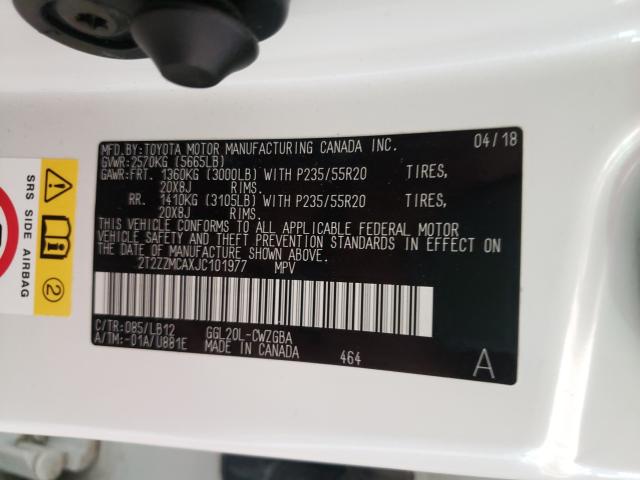 MFD.BY:TOYOTA MOTOR MANUFACTURING CANADA INC. 04/18
GVWR:2570KG (5665LB)
GAWR:FRT. 1360KG (3000LB) WITH P235/55R20 TIRES,
20X8J RIMS.
RR. 1410KG (3105LB) WITH P235/55R20 TIRES,
20X8J RIMS.
THIS VEHICLE CONFORMS TO ALL APPLICABLE FEDERAL MOTOR
VEHICLE SAFETY AND THEFT PREVENTION STANDARDS IN EFFECT ON
THE DATE OF MANUFACTURE SHOWN ABOVE.
2T2ZZMCAXJC101977 MPV
C/TR: 085/LB12 GGL20L-CWZGBA
A/TM:-01A/U881E MADE IN CANADA 464
A
SRS SIDE AIRBAG
2